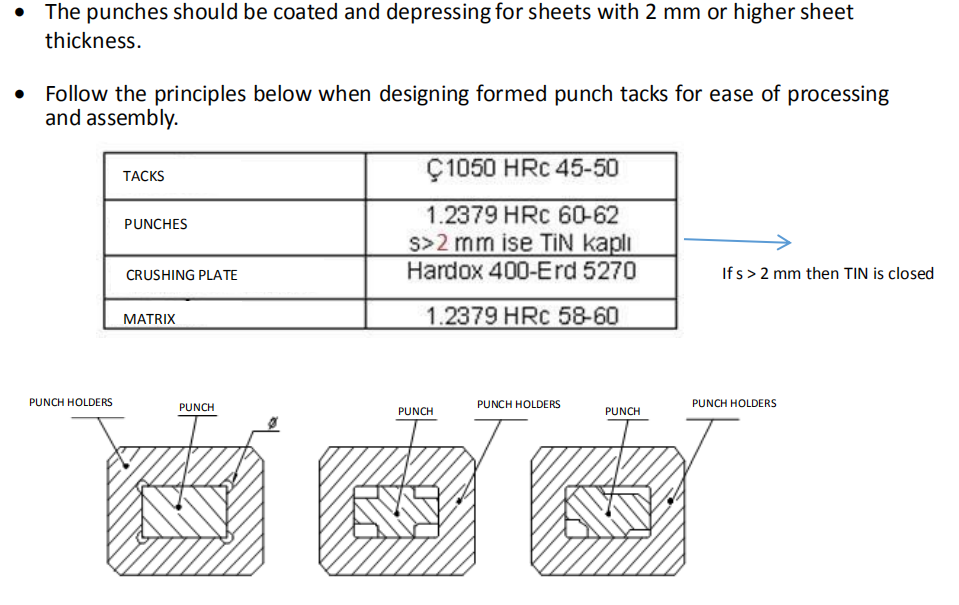 • The punches should be coated and depressing for sheets with 2 mm or higher sheet
thickness.
• Follow the principles below when designing formed punch tacks for ease of processing
and assembly.
TACKS Ç1050 HRc 45-50
PUNCHES 1.2379 HRc 60-62
s>2 mm ise TiN kaplı
CRUSHING PLATE Hardox 400-Erd 5270
If s > 2 mm then TIN is closed
MATRIX 1.2379 HRc 58-60
PUNCH HOLDERS
PUNCH
Ø
PUNCH
PUNCH HOLDERS
PUNCH
PUNCH HOLDERS